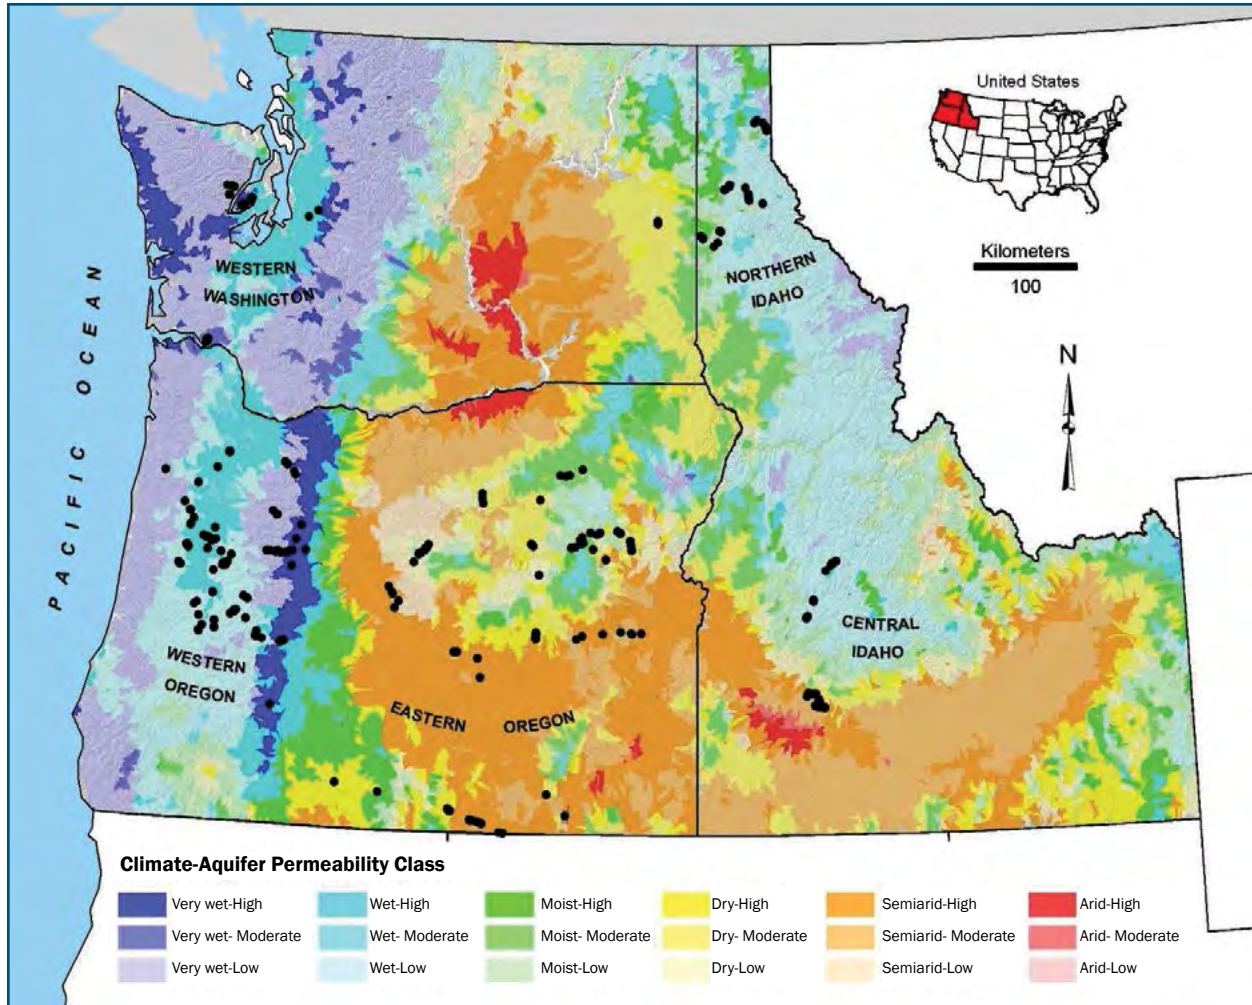 United States
Kilometers
100
N
PACIFIC OCEAN
WESTERN
WASHINGTON
NORTHERN
IDAHO
CENTRAL
IDAHO
WESTERN
OREGON
EASTERN OREGON
Climate-Aquifer Permeability Class
Very wet-High
Wet-High
Moist-High
Dry-High
Semiarid-High
Arid-High
Very wet- Moderate
Wet- Moderate
Moist- Moderate
Dry- Moderate
Semiarid- Moderate
Arid- Moderate
Very wet-Low
Wet-Low
Moist-Low
Dry-Low
Semiarid-Low
Arid-Low